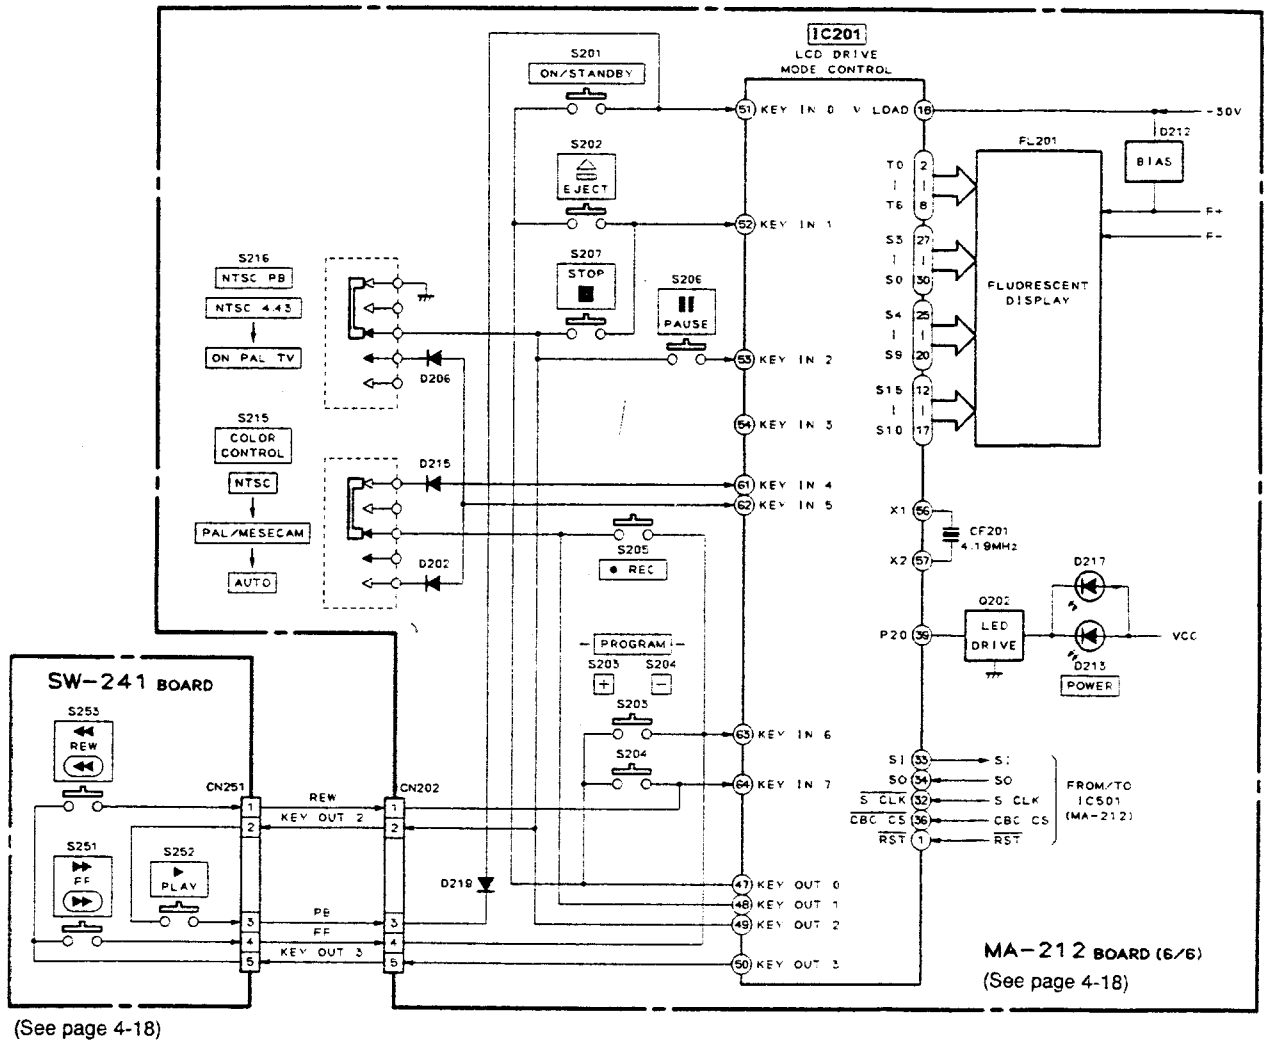 IC201
LCD DRIVE
MODE CONTROL
S201
ON/STANDBY
51 KEY IN 0
V LOAD 18
-30V
D212
BIAS
S202
EJECT
52 KEY IN 1
FL201
T0 2
T6 8
F+
F-
S3 27
S0 30
FLUORESCENT
DISPLAY
S4 25
S9 20
S15 12
S10 17
S207
STOP
S206
PAUSE
53 KEY IN 2
54 KEY IN 3
S216
NTSC PB
NTSC 4.43
ON PAL TV
D206
S215
COLOR
CONTROL
NTSC
PAL/MESECAM
AUTO
D215
D202
61 KEY IN 4
62 KEY IN 5
S205
REC
X1 56
CF201
4.19MHz
X2 57
D217
Q202
LED
DRIVE
P20 39
VCC
D213
POWER
PROGRAM
S203 S204
+ −
S203
63 KEY IN 6
S204
64 KEY IN 7
SI 33 SI
SO 34 SO
S CLK 32 S CLK
CBC CS 36 CBC CS
RST 1 RST
FROM/TO
IC501
(MA-212)
SW-241 BOARD
S253
REW
S251
FF
S252
PLAY
CN251
CN202
1 REW 1
2 KEY OUT 2 2
3 PB 3
4 FF 4
5 KEY OUT 3 5
D219
47 KEY OUT 0
48 KEY OUT 1
49 KEY OUT 2
50 KEY OUT 3
MA-212 BOARD (6/6)
(See page 4-18)
(See page 4-18)